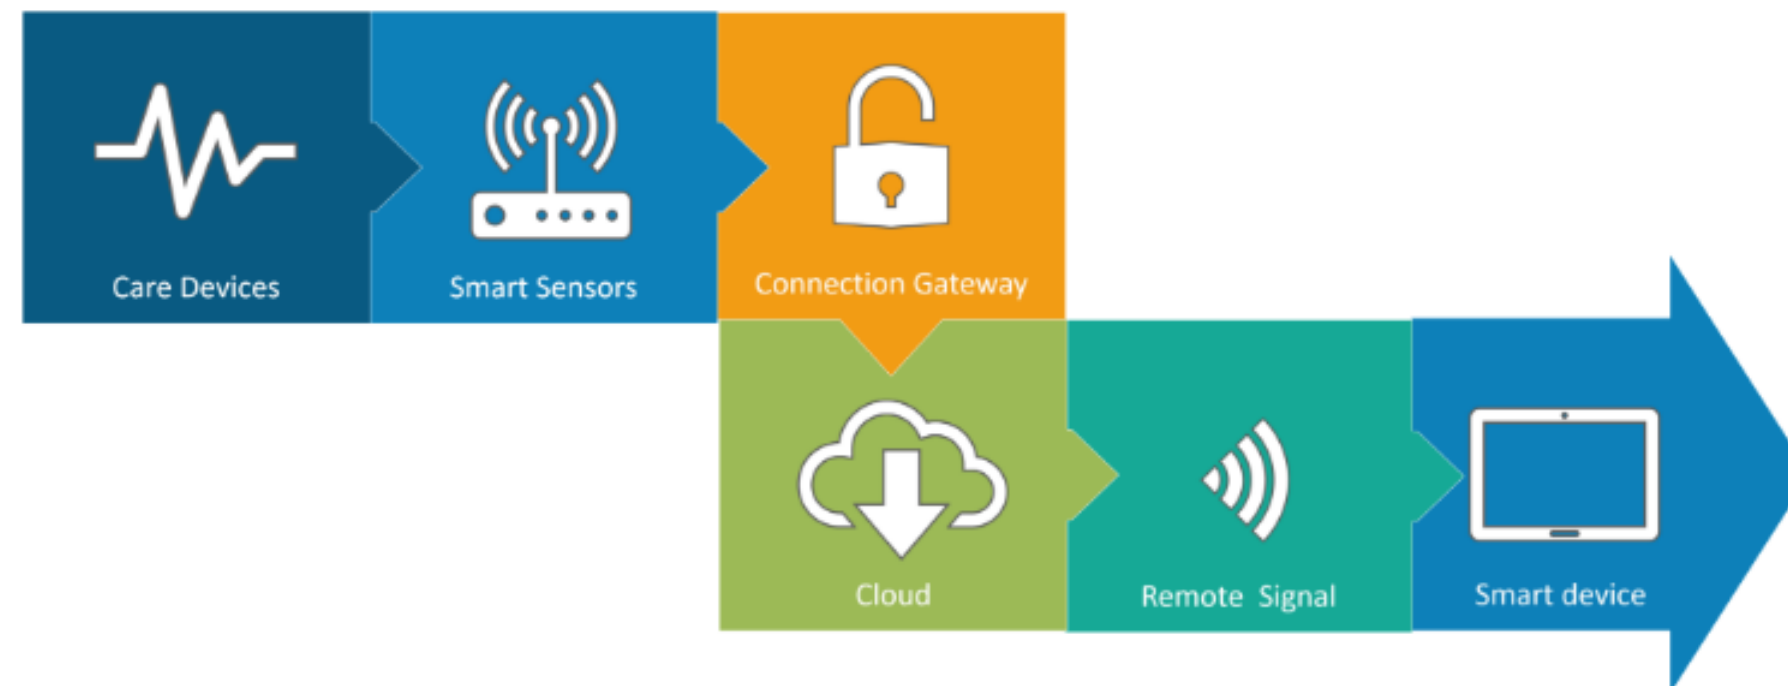 Care Devices
Smart Sensors
Connection Gateway
Cloud
Remote Signal
Smart device